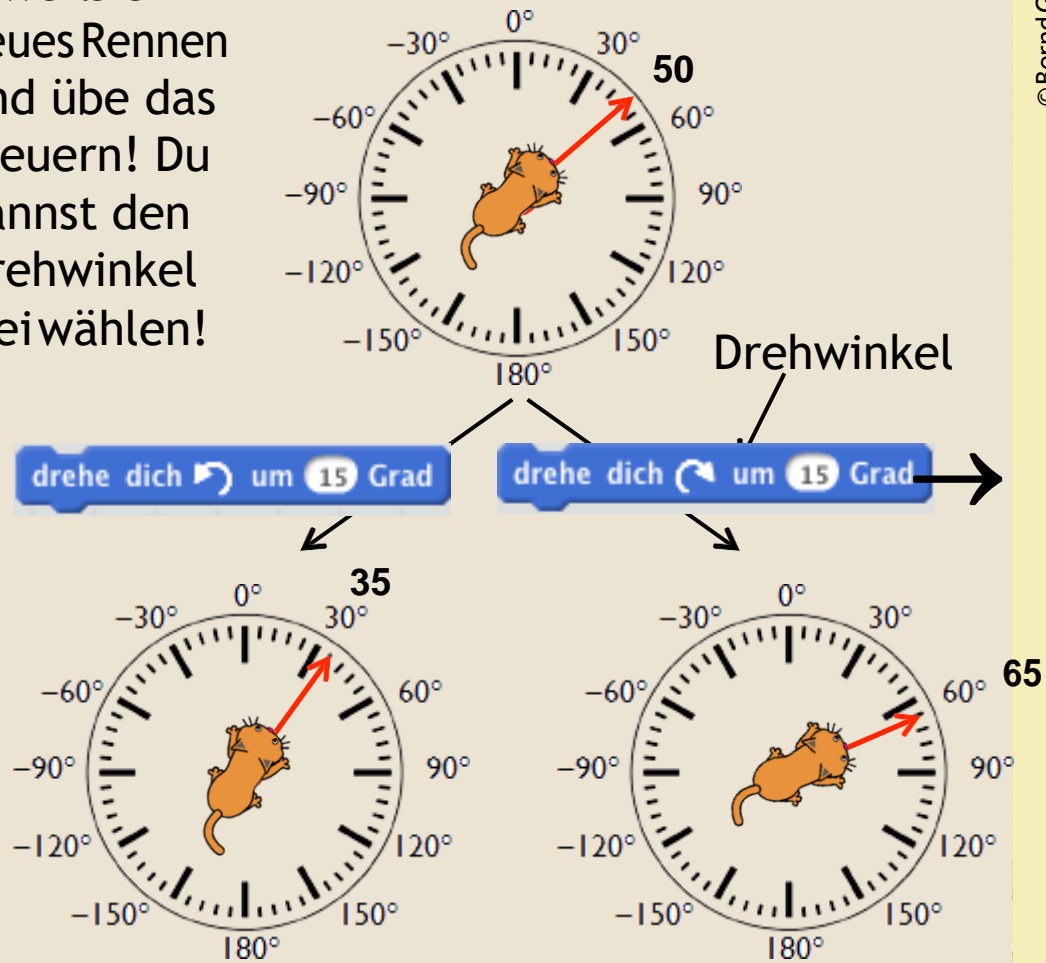 eues Rennen
nd übe das
euern! Du
annst den
rehwinkel
ei wählen!
0°
−30° 30°
50
−60° 60°
−90° 90°
−120° 120°
−150° 150°
180°
Drehwinkel
drehe dich um 15 Grad
drehe dich um 15 Grad
35
0°
−30° 30°
−60° 60°
−90° 90°
−120° 120°
−150° 150°
180°
0°
−30° 30°
65
−60° 60°
−90° 90°
−120° 120°
−150° 150°
180°
©Bernd G